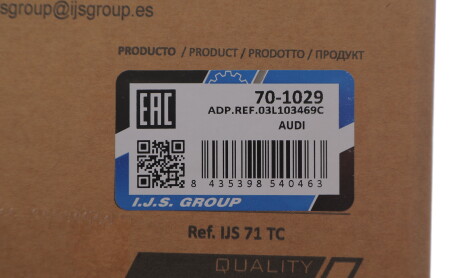 sgroup@ijsgroup.es
PRODUCTO / PRODUCT / PRODOTTO / ПРОДУКТ
EAC
70-1029
ADP.REF.03L103469C
AUDI
8 435398 540463
I.J.S. GROUP
Ref. IJS 71 TC
QUALITY